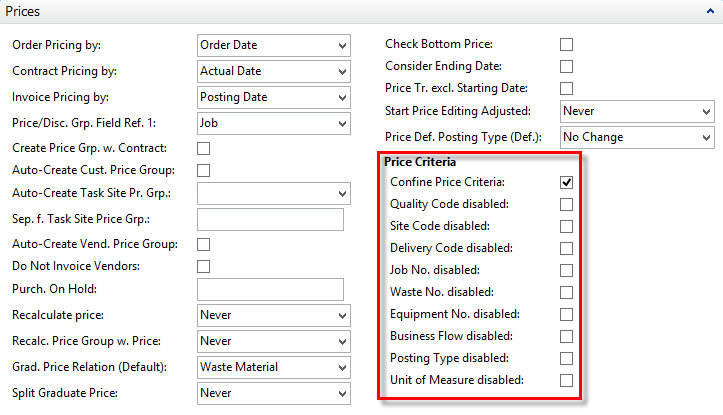 Prices
Order Pricing by: Order Date
Contract Pricing by: Actual Date
Invoice Pricing by: Posting Date
Price/Disc. Grp. Field Ref. 1: Job
Create Price Grp. w. Contract:
Auto-Create Cust. Price Group:
Auto-Create Task Site Pr. Grp.:
Sep. f. Task Site Price Grp.:
Auto-Create Vend. Price Group:
Do Not Invoice Vendors:
Purch. On Hold:
Recalculate price: Never
Recalc. Price Group w. Price: Never
Grad. Price Relation (Default): Waste Material
Split Graduate Price: Never
Check Bottom Price:
Consider Ending Date:
Price Tr. excl. Starting Date:
Start Price Editing Adjusted: Never
Price Def. Posting Type (Def.): No Change
Price Criteria
Confine Price Criteria:
Quality Code disabled:
Site Code disabled:
Delivery Code disabled:
Job No. disabled:
Waste No. disabled:
Equipment No. disabled:
Business Flow disabled:
Posting Type disabled:
Unit of Measure disabled: